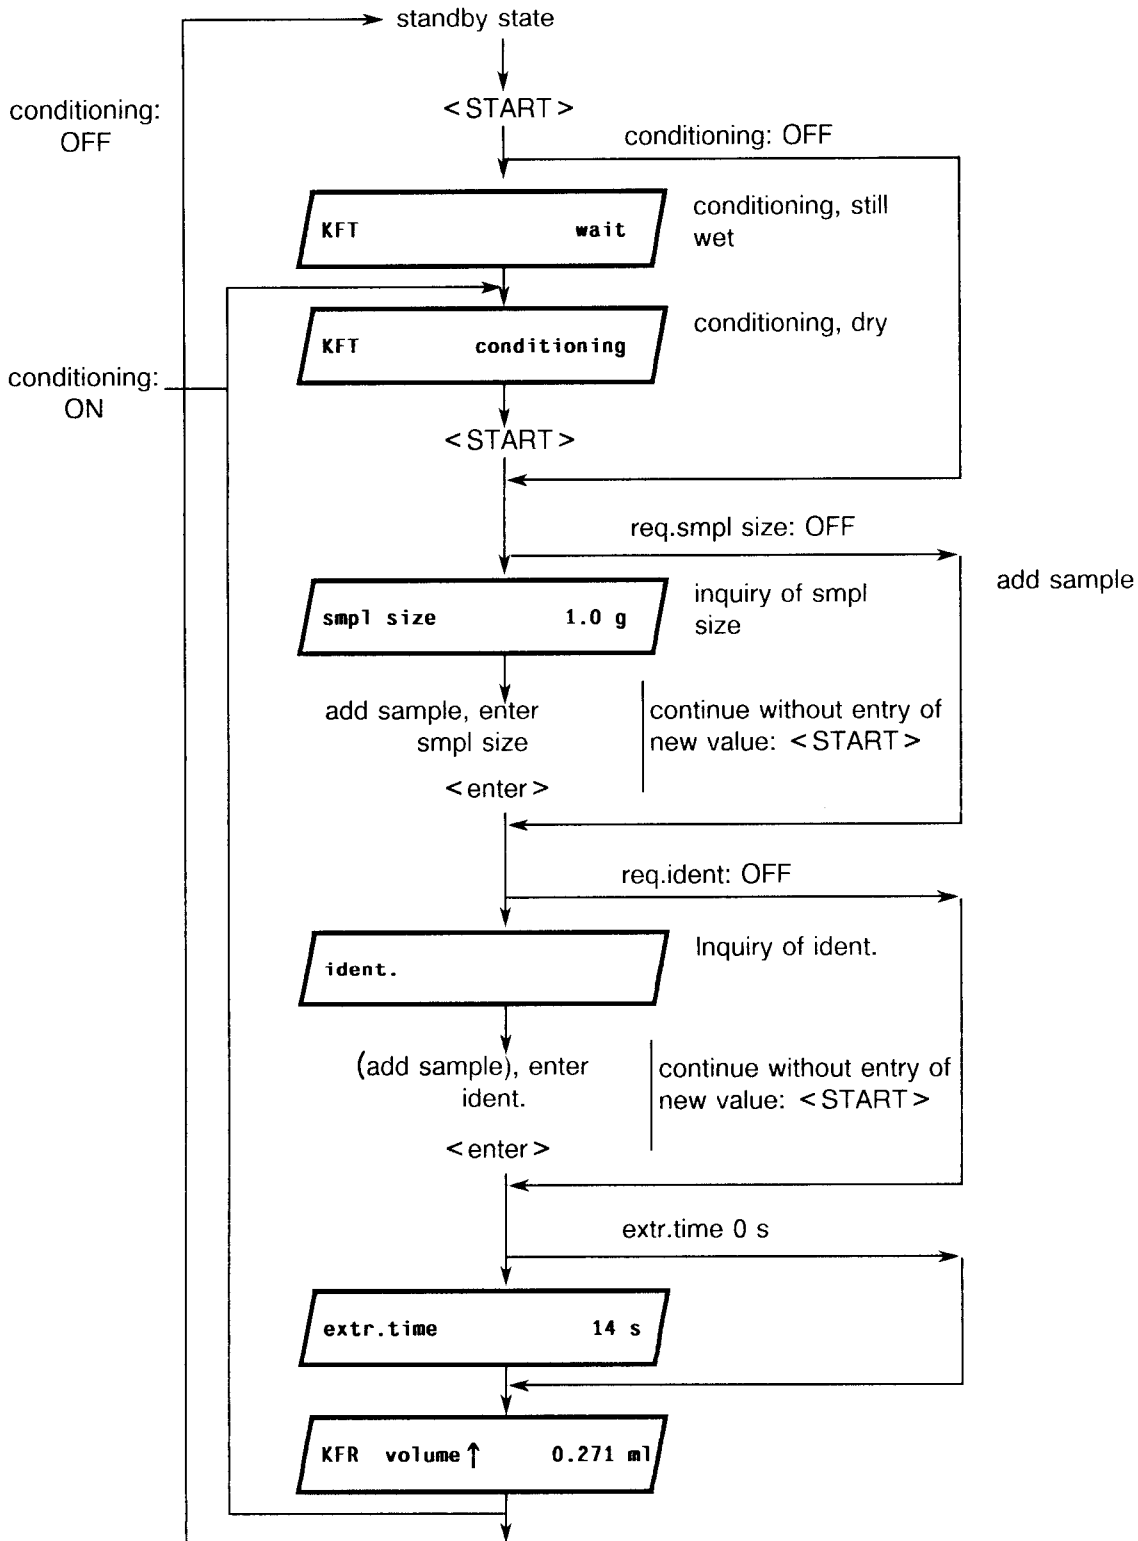 standby state
<START>
conditioning:
OFF
conditioning: OFF
KFT wait
conditioning, still
wet
KFT conditioning
conditioning, dry
conditioning:
ON
<START>
req.smpl size: OFF
add sample
smpl size 1.0 g
inquiry of smpl
size
add sample, enter
smpl size
<enter>
continue without entry of
new value: <START>
req.ident: OFF
ident.
Inquiry of ident.
(add sample), enter
ident.
<enter>
continue without entry of
new value: <START>
extr.time 0 s
extr.time 14 s
KFR volume↑ 0.271 ml